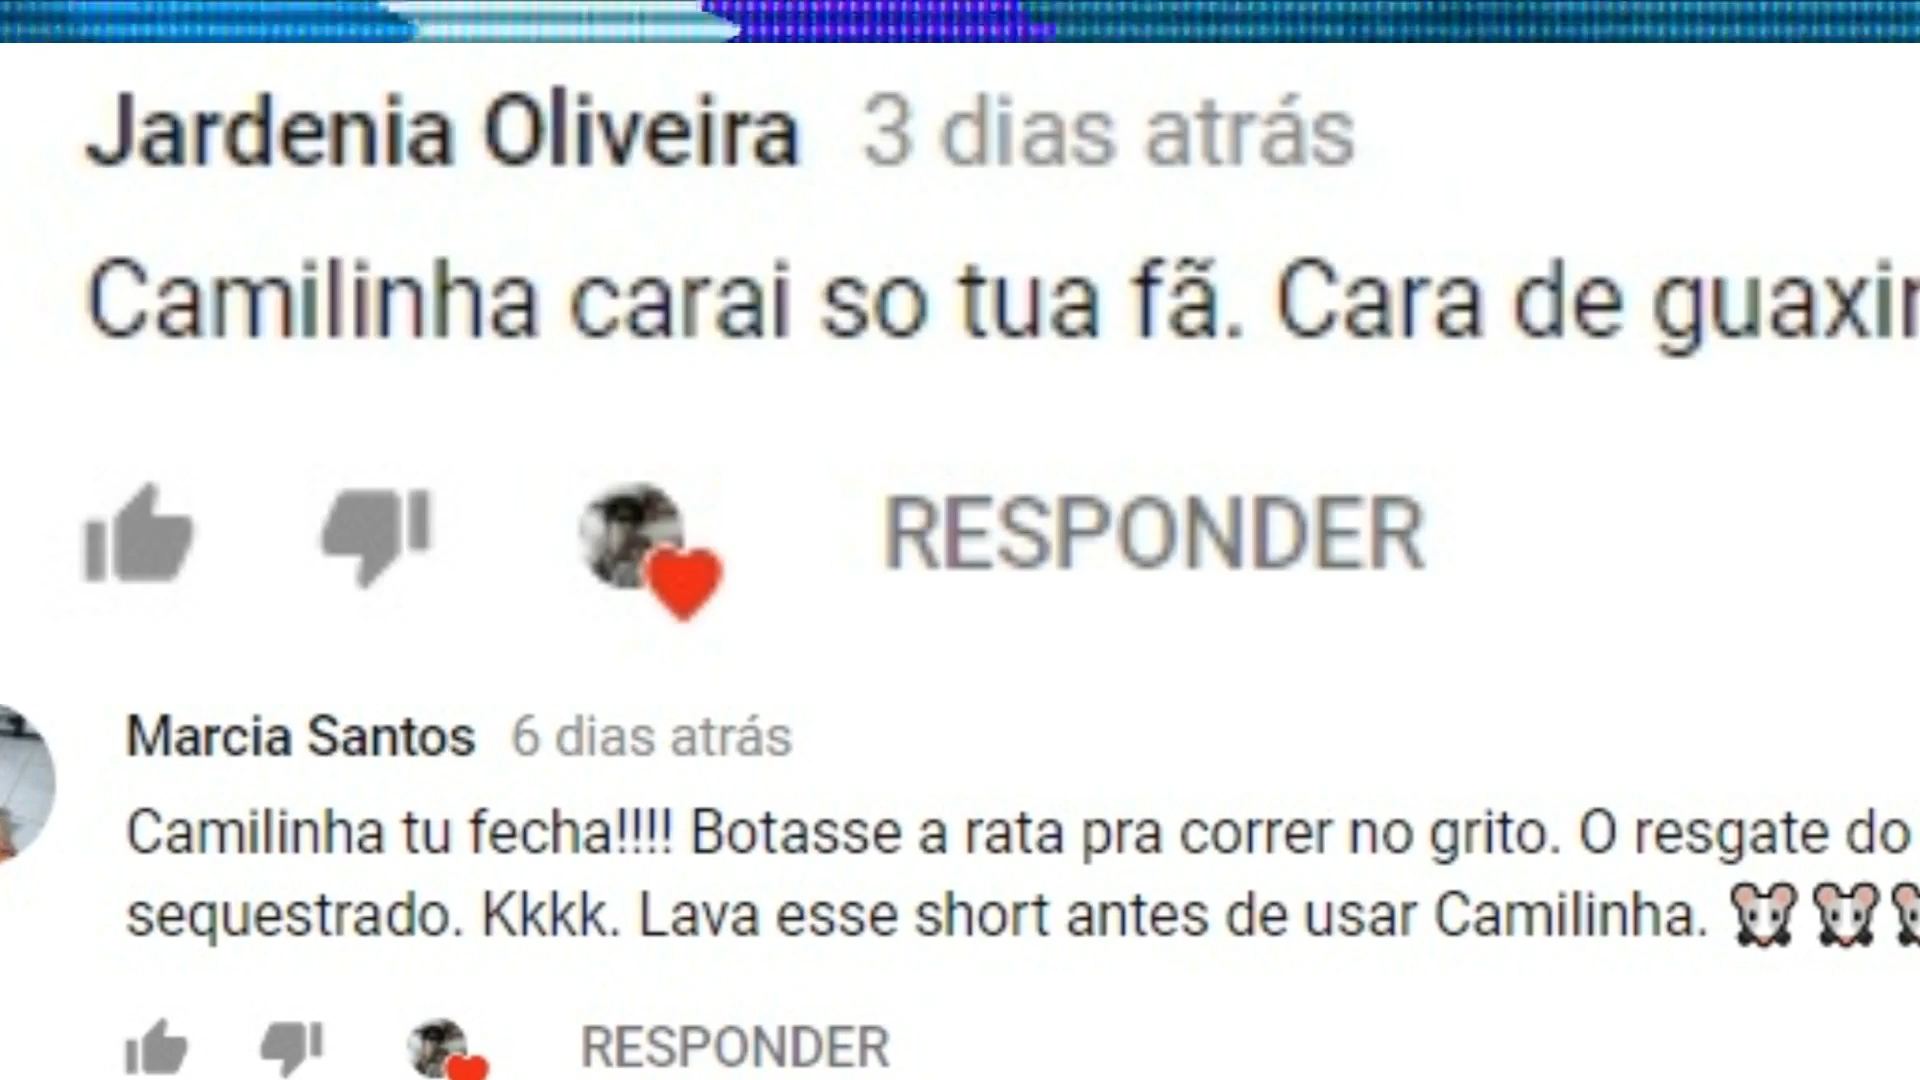 Jardenia Oliveira 3 dias atrás
Camilinha carai so tua fã. Cara de
RESPONDER
Marcia Santos 6 dias atrás
Camilinha tu fecha!!!! Botasse a rata pra correr no grito. O resgate do
sequestrado. Kkkk. Lava esse short antes de usar Camilinha. 🐭🐭
RESPONDER